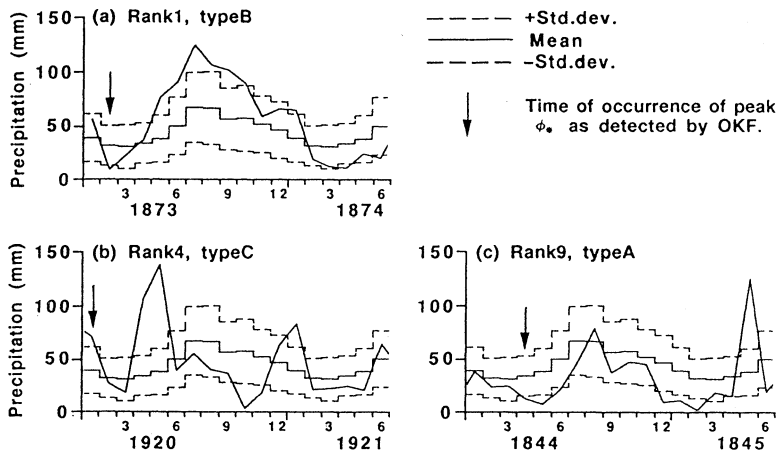 (a) Rank1, typeB
Precipitation (mm)
150
100
50
0
3 6 9 12 3 6
1873 1874
+Std.dev.
Mean
-Std.dev.
Time of occurrence of peak
ϕ• as detected by OKF.
(b) Rank4, typeC
Precipitation (mm)
150
100
50
0
3 6 9 12 3 6
1920 1921
(c) Rank9, typeA
150
100
50
0
3 6 9 12 3 6
1844 1845